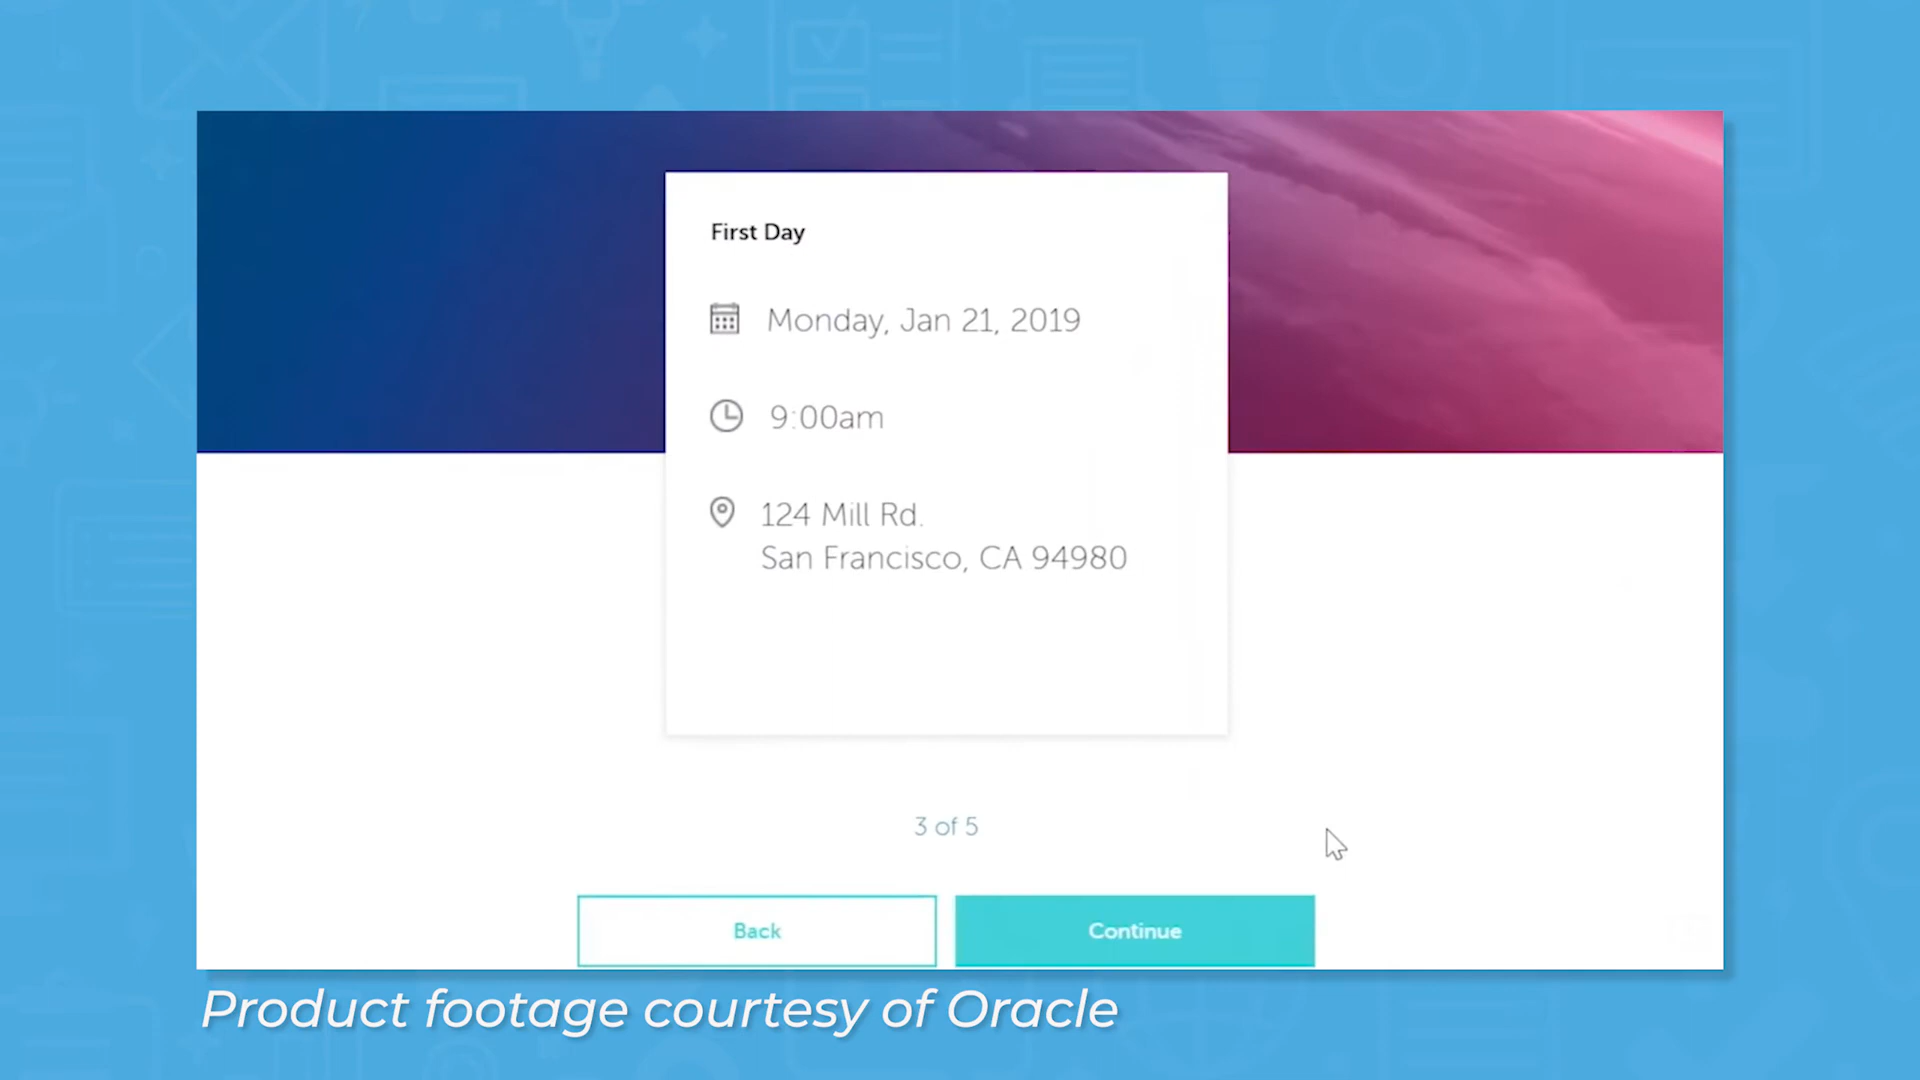 First Day
Monday, Jan 21, 2019
9:00am
124 Mill Rd.
San Francisco, CA 94980
3 of 5
Back
Continue
Product footage courtesy of Oracle